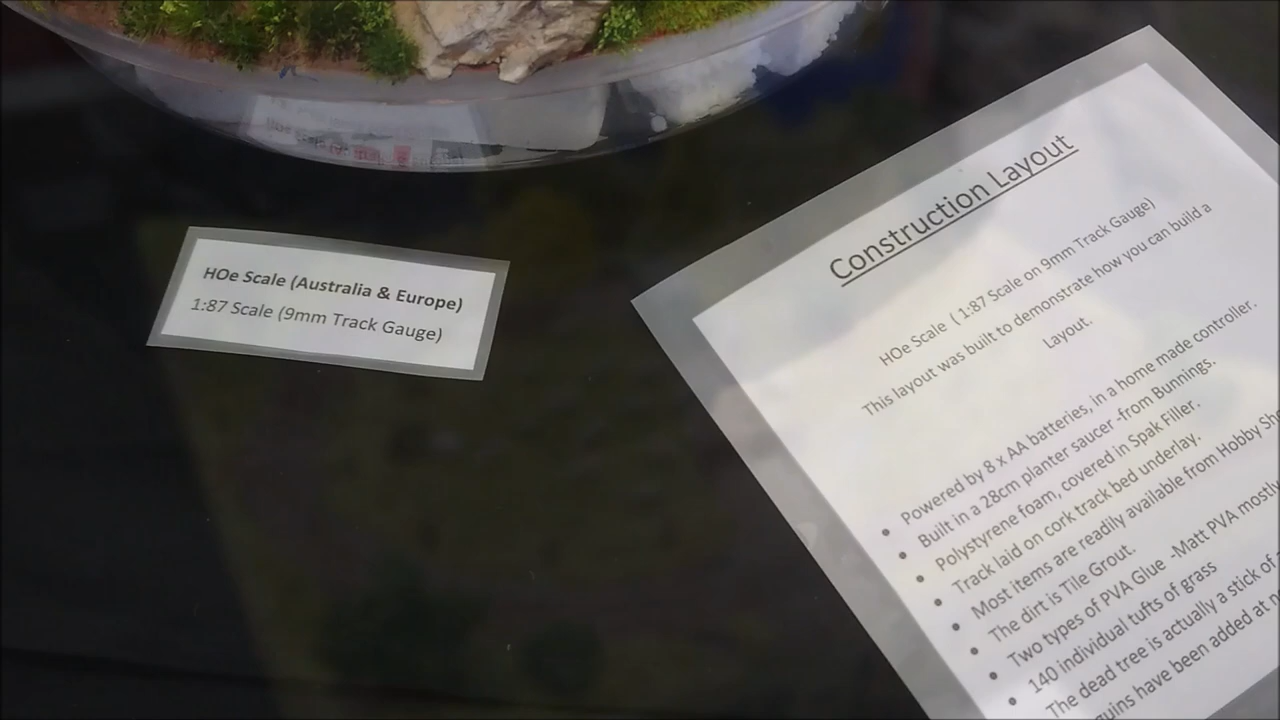 HOe Scale (Australia & Europe)
1:87 Scale (9mm Track Gauge)
Construction Layout
HOe Scale ( 1:87 Scale on 9mm Track Gauge)
This layout was built to demonstrate how you can build a
Layout.
• Powered by 8 x AA batteries, in a home made controller.
• Built in a 28cm planter saucer -from Bunnings.
• Polystyrene foam, covered in Spak Filler.
• Track laid on cork track bed underlay.
• Most items are readily available from Hobby
• The dirt is Tile Grout.
• Two types of PVA Glue -Matt PVA mostly
• 140 individual tufts of grass
The dead tree is actually a stick of
have been added at